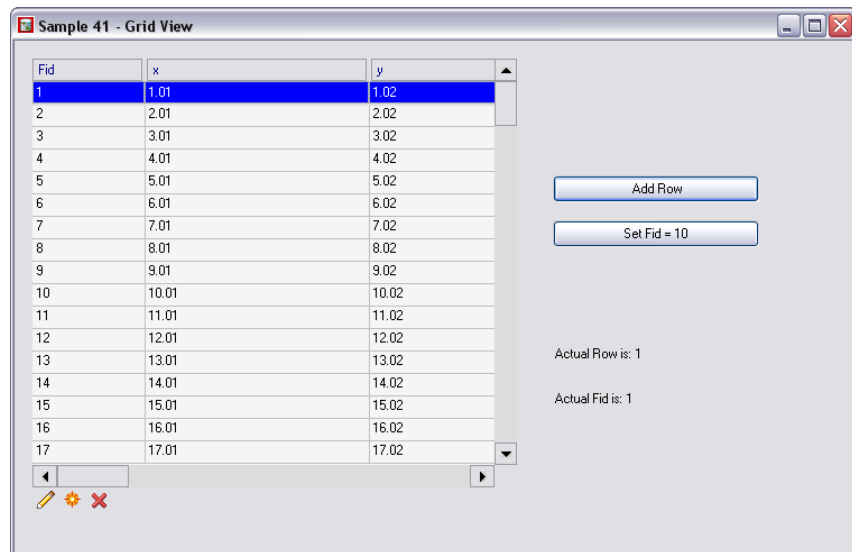 Sample 41 - Grid View
Fid x y
1 1.01 1.02
2 2.01 2.02
3 3.01 3.02
4 4.01 4.02
5 5.01 5.02
6 6.01 6.02
7 7.01 7.02
8 8.01 8.02
9 9.01 9.02
10 10.01 10.02
11 11.01 11.02
12 12.01 12.02
13 13.01 13.02
14 14.01 14.02
15 15.01 15.02
16 16.01 16.02
17 17.01 17.02
Add Row
Set Fid = 10
Actual Row is: 1
Actual Fid is: 1